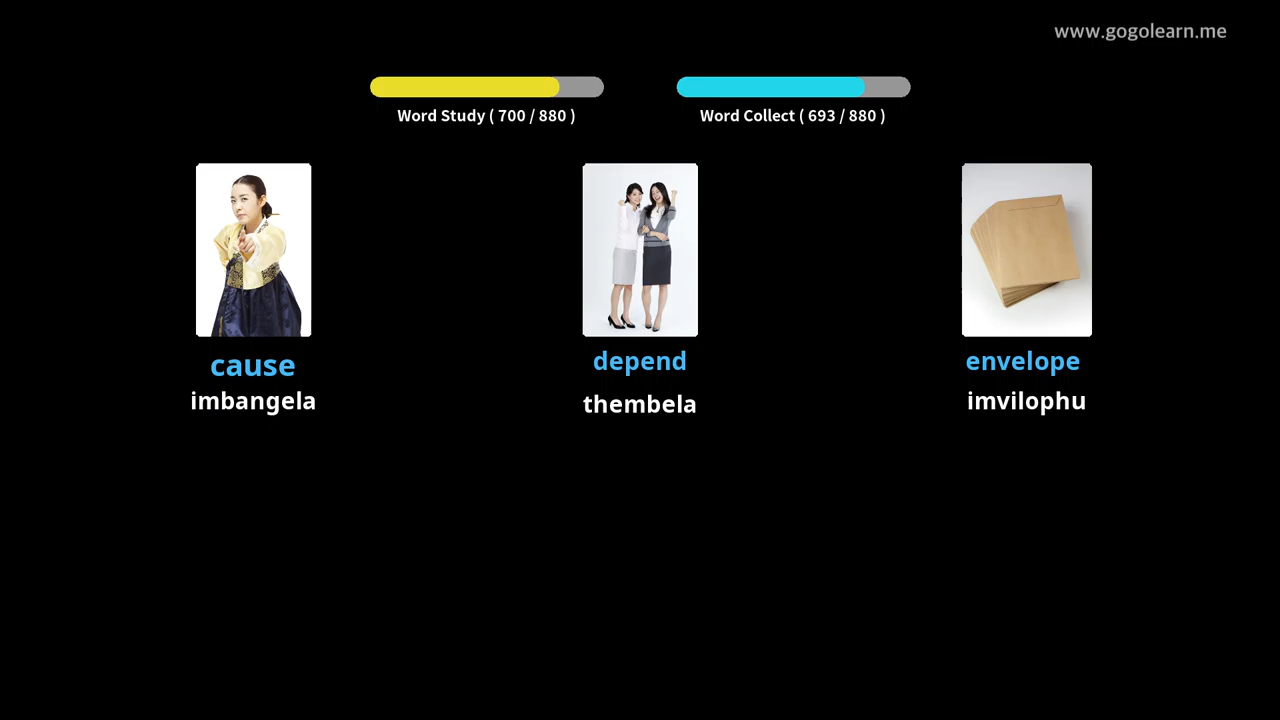 www.gogolearn.me
Word Study ( 700 / 880 )
Word Collect ( 693 / 880 )
cause
imbangela
depend
thembela
envelope
imvilophu